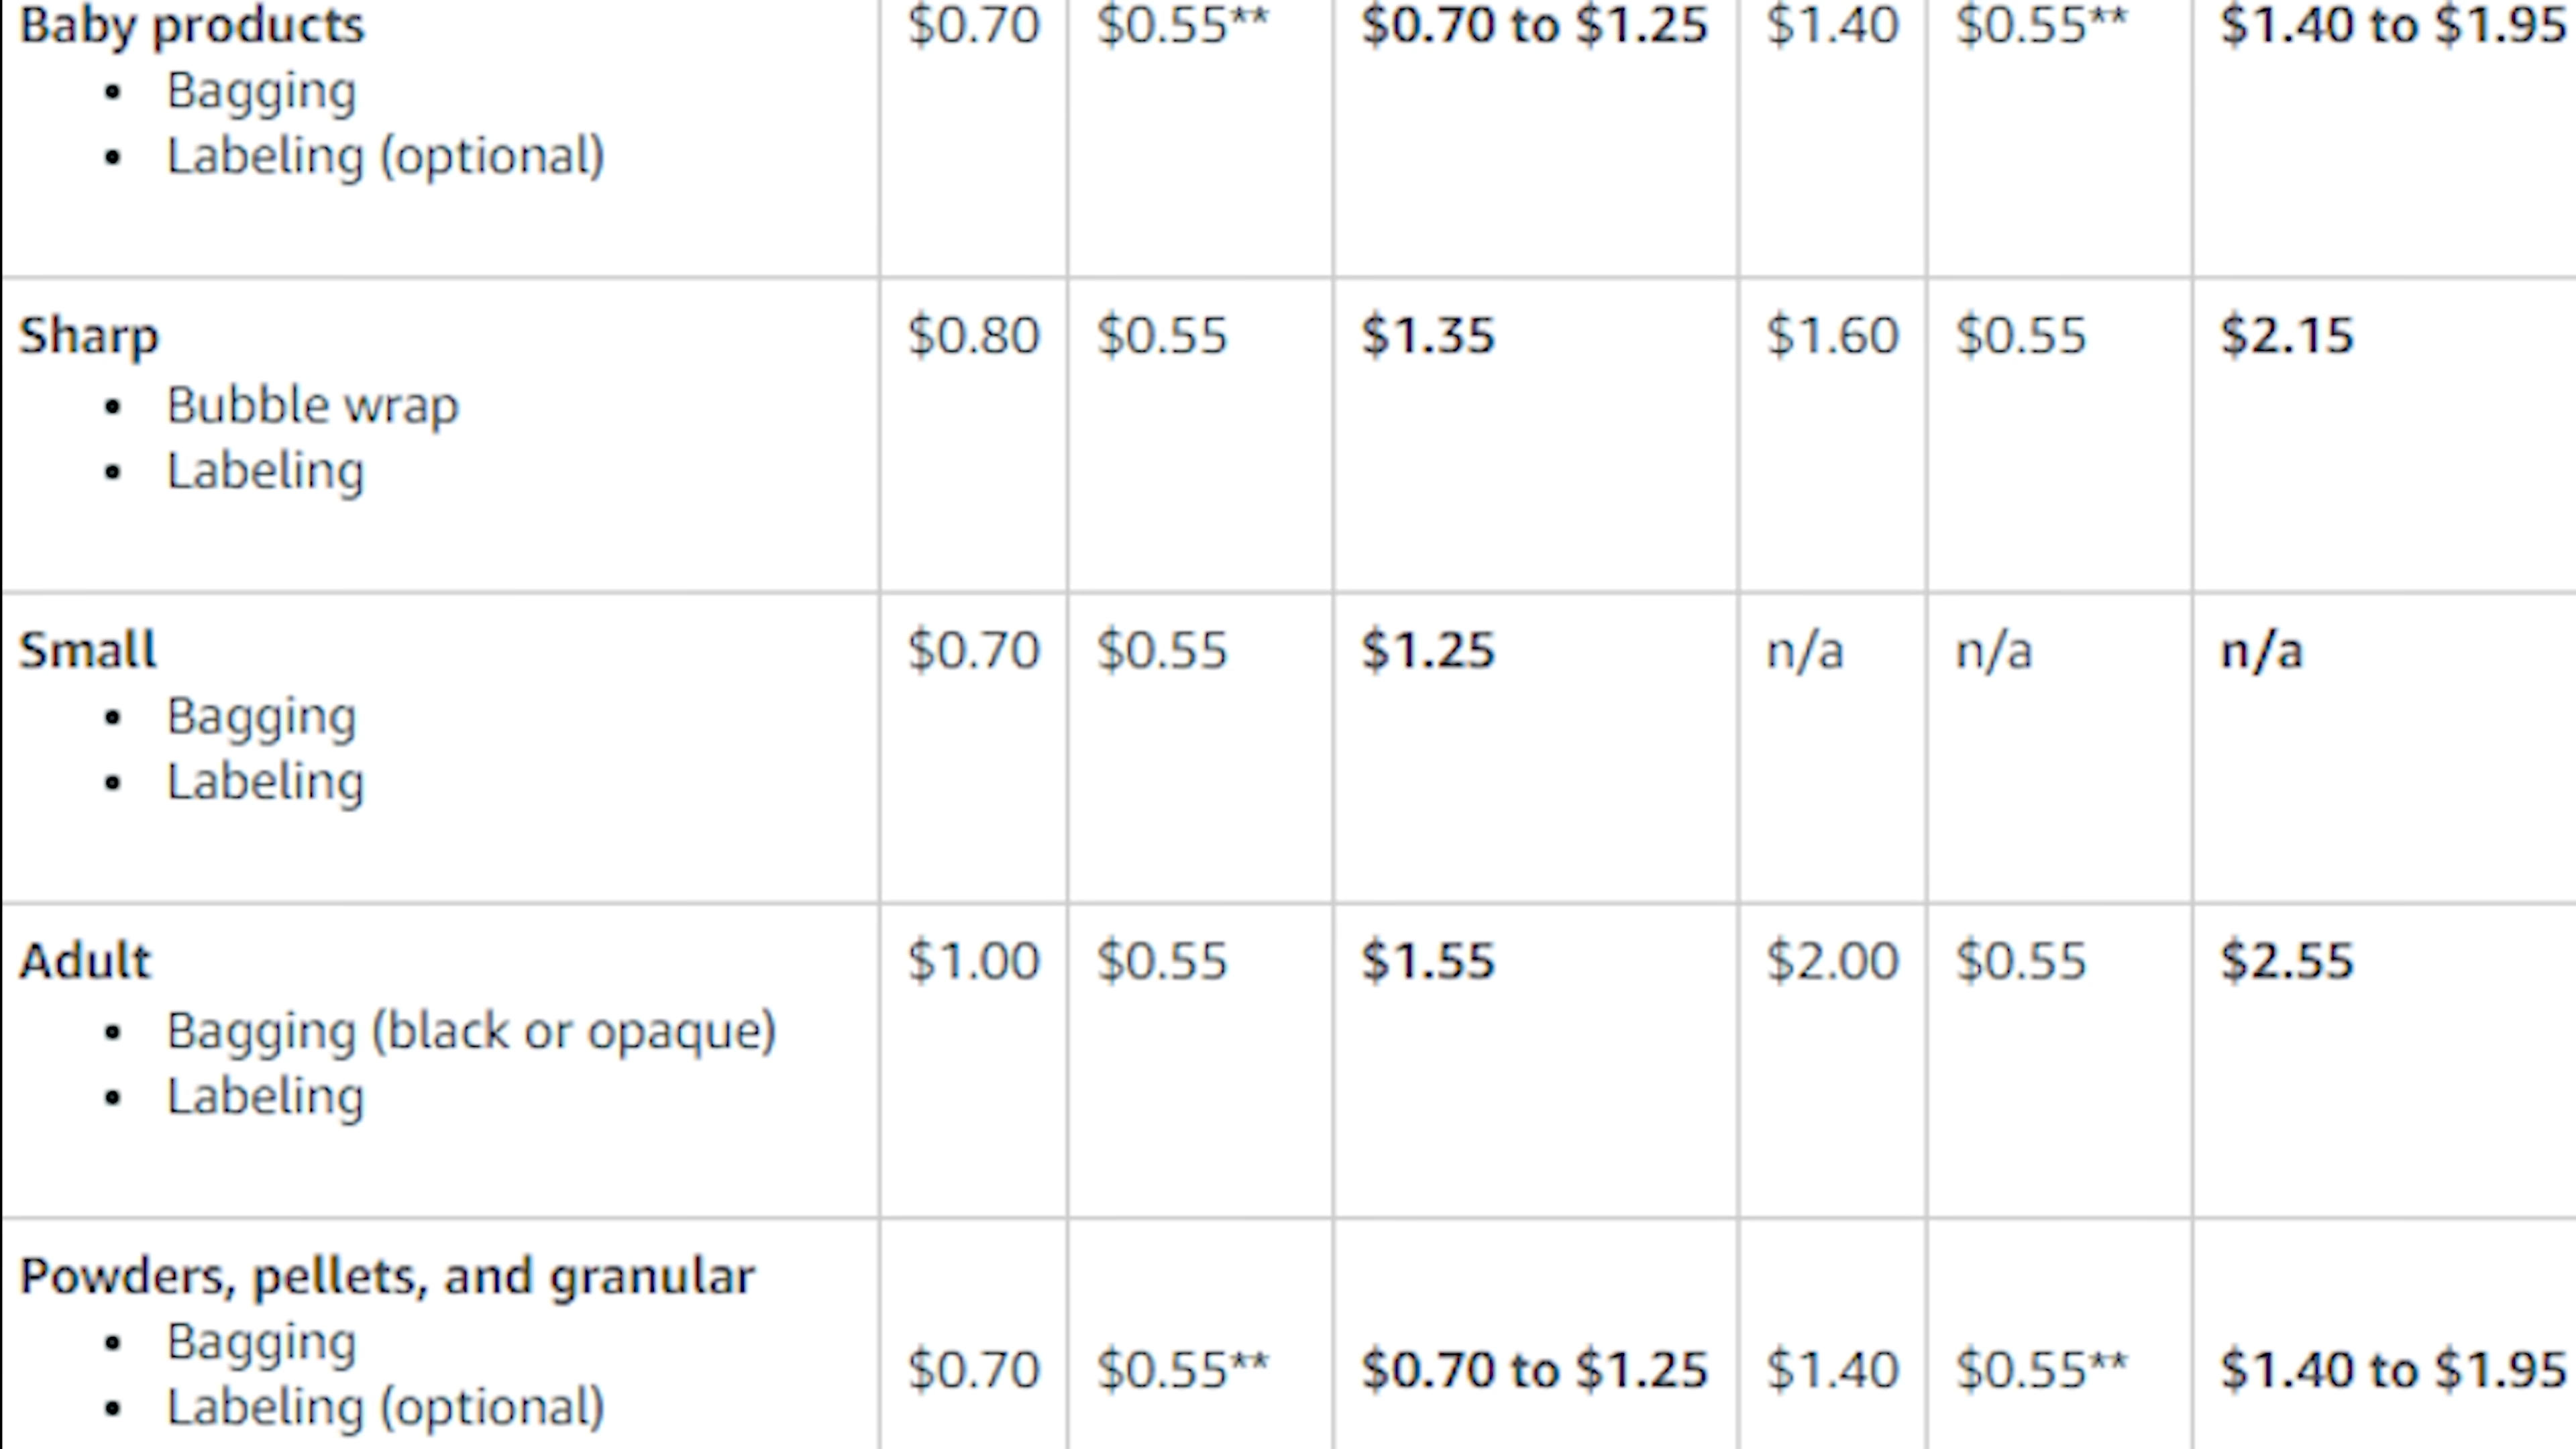 Baby products $0.70 $0.55** $0.70 to $1.25 $1.40 $0.55** $1.40 to $1.95
• Bagging
• Labeling (optional)
Sharp $0.80 $0.55 $1.35 $1.60 $0.55 $2.15
• Bubble wrap
• Labeling
Small $0.70 $0.55 $1.25 n/a n/a n/a
• Bagging
• Labeling
Adult $1.00 $0.55 $1.55 $2.00 $0.55 $2.55
• Bagging (black or opaque)
• Labeling
Powders, pellets, and granular
• Bagging
$0.70 $0.55** $0.70 to $1.25 $1.40 $0.55** $1.40 to $1.95
• Labeling (optional)